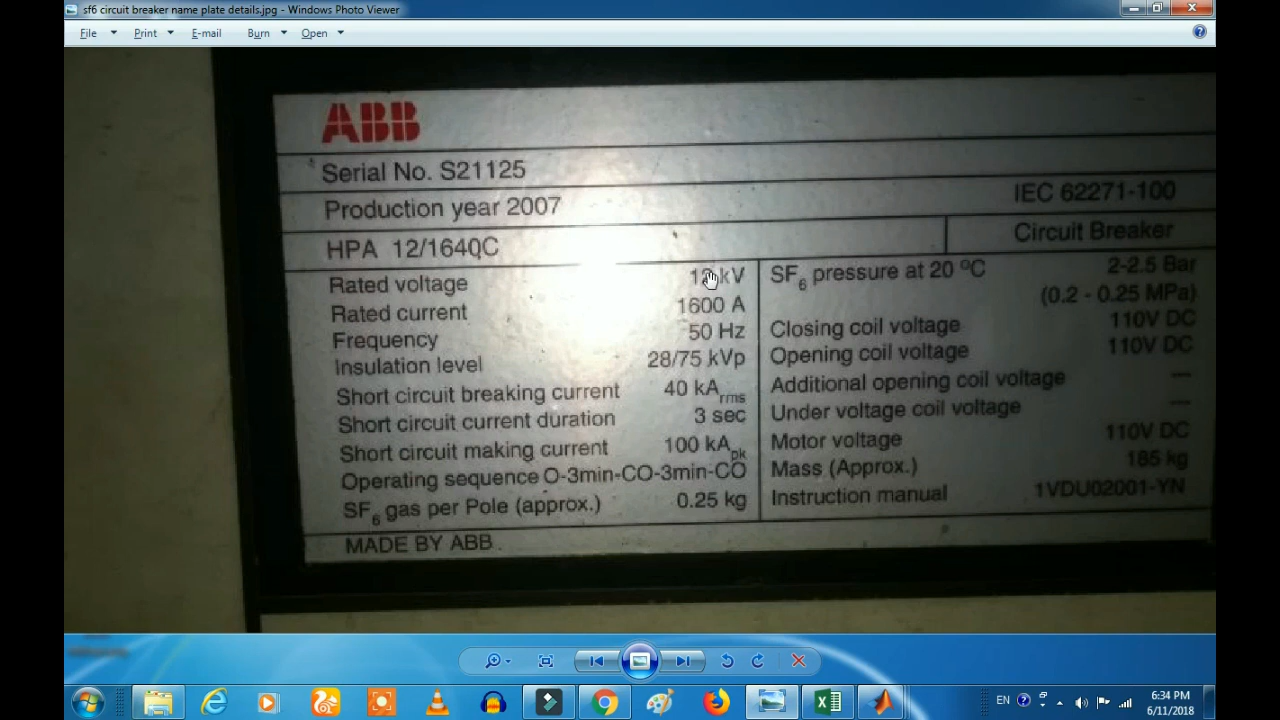 sf6 circuit breaker name plate details.jpg - Windows Photo Viewer
File Print E-mail Burn Open
ABB
Serial No. S21125
Production year 2007
IEC 62271-100
HPA 12/1640C
Circuit Breaker
Rated voltage kV
Rated current 1600 A
Frequency 50 Hz
Insulation level 28/75 kVp
Short circuit breaking current 40 kArms
Short circuit current duration 3 sec
Short circuit making current 100 kApk
Operating sequence O-3min-CO-3min-CO
SF6 gas per Pole (approx.) 0.25 kg
SF6 pressure at 20 ºC 2-2.5 Bar
(0.2 - 0.25 MPa)
Closing coil voltage 110V DC
Opening coil voltage 110V DC
Additional opening coil voltage ---
Under voltage coil voltage ---
Motor voltage 110V DC
Mass (Approx.) 185 kg
Instruction manual 1VDU02001-YN
MADE BY ABB
EN
6:34 PM
6/11/2018